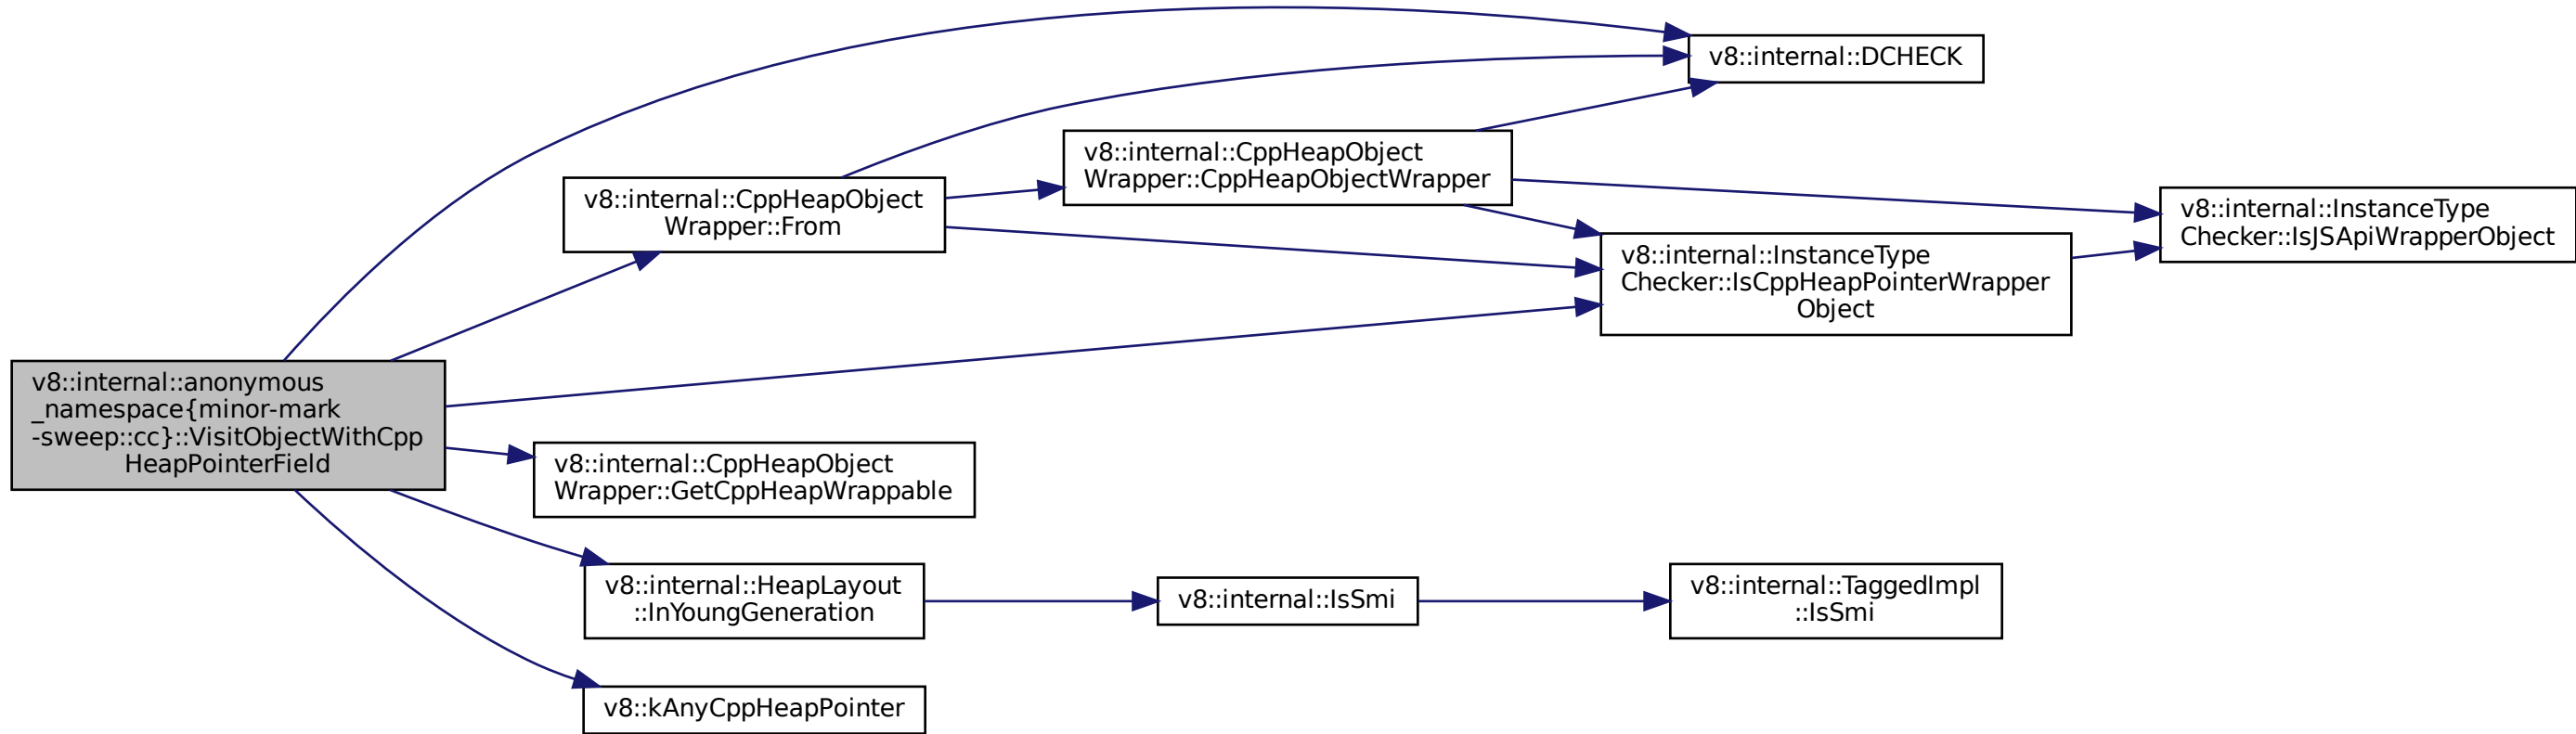 v8::internal::DCHECK
v8::internal::CppHeapObject
Wrapper::CppHeapObjectWrapper
v8::internal::CppHeapObject
Wrapper::From
v8::internal::InstanceType
Checker::IsJSApiWrapperObject
v8::internal::InstanceType
Checker::IsCppHeapPointerWrapper
Object
v8::internal::anonymous
_namespace{minor-mark
-sweep::cc}::VisitObjectWithCpp
HeapPointerField
v8::internal::CppHeapObject
Wrapper::GetCppHeapWrappable
v8::internal::HeapLayout
::InYoungGeneration
v8::internal::IsSmi
v8::internal::TaggedImpl
::IsSmi
v8::kAnyCppHeapPointer